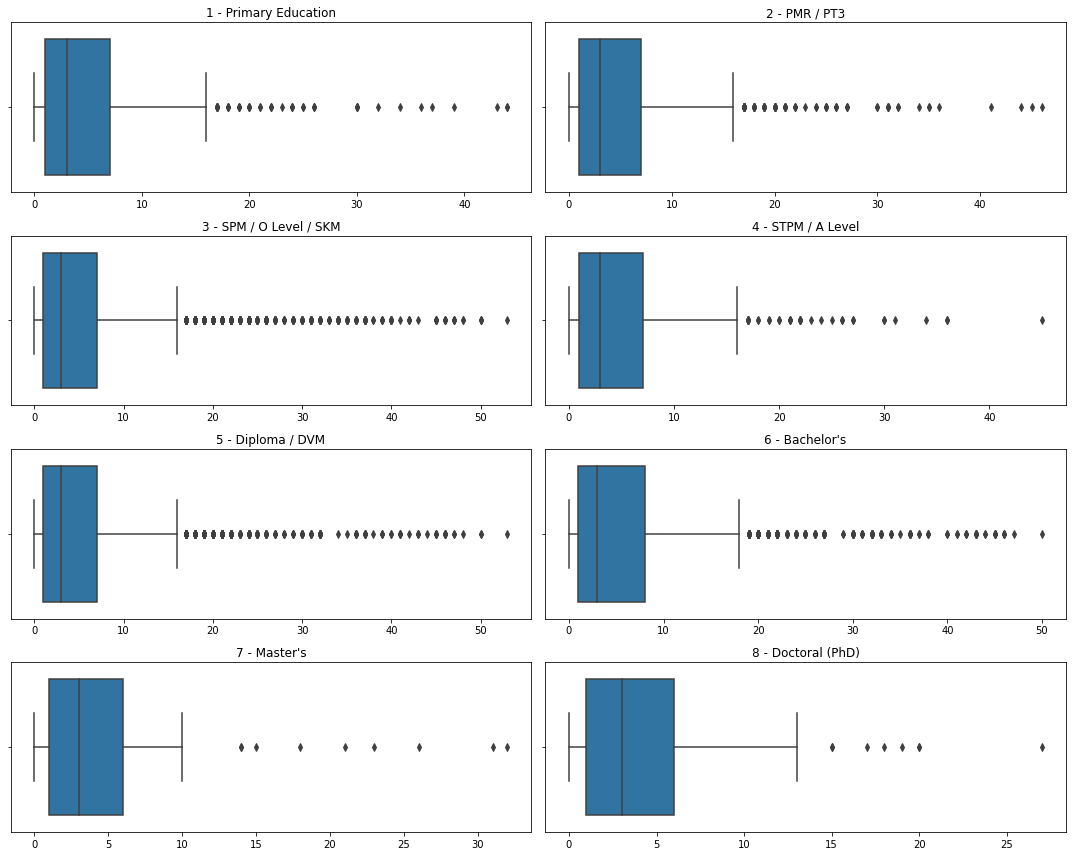 1 - Primary Education
2 - PMR / PT3
0 10 20 30 40
0 10 20 30 40
3 - SPM / O Level / SKM
4 - STPM / A Level
0 10 20 30 40 50
0 10 20 30 40
5 - Diploma / DVM
6 - Bachelor's
0 10 20 30 40 50
0 10 20 30 40 50
7 - Master's
8 - Doctoral (PhD)
0 5 10 15 20 25 30
0 5 10 15 20 25